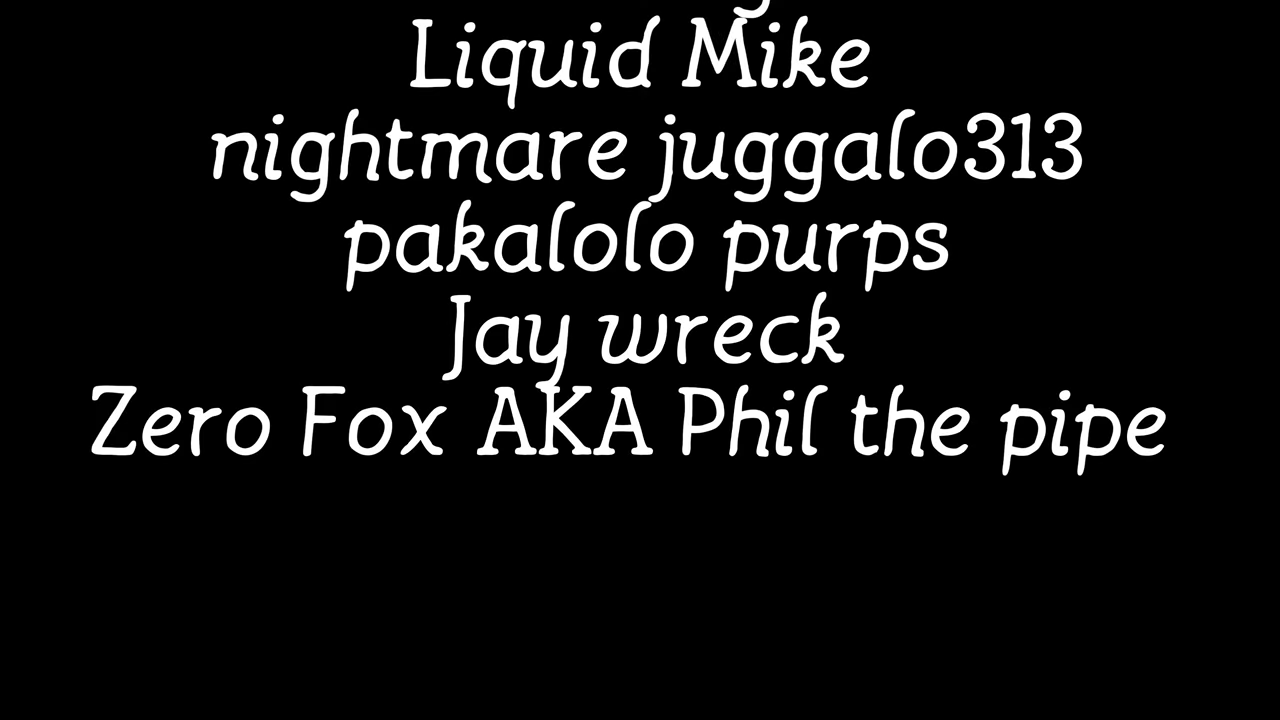 Liquid Mike
nightmare juggalo313
pakalolo purps
Jay wreck
Zero Fox AKA Phil the pipe